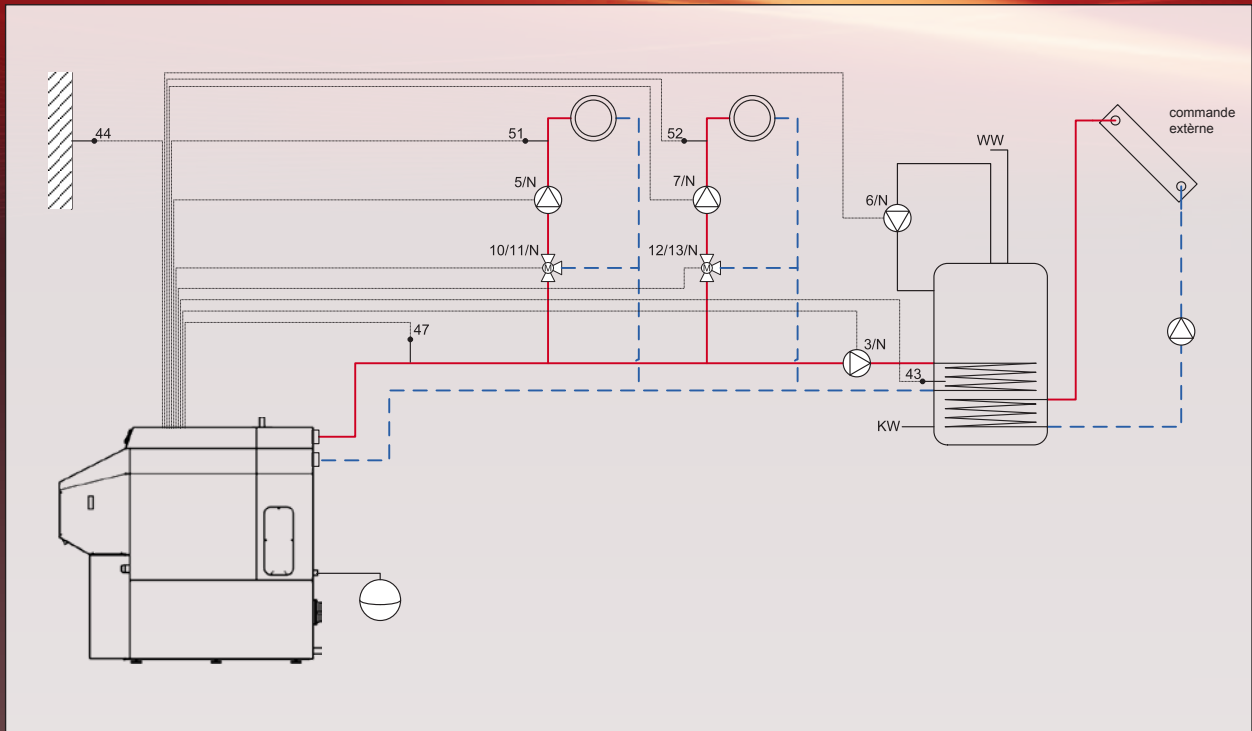 commande
extèrne
44
51
52
WW
5/N
7/N
6/N
10/11/N
12/13/N
M
M
47
3/N
43
KW